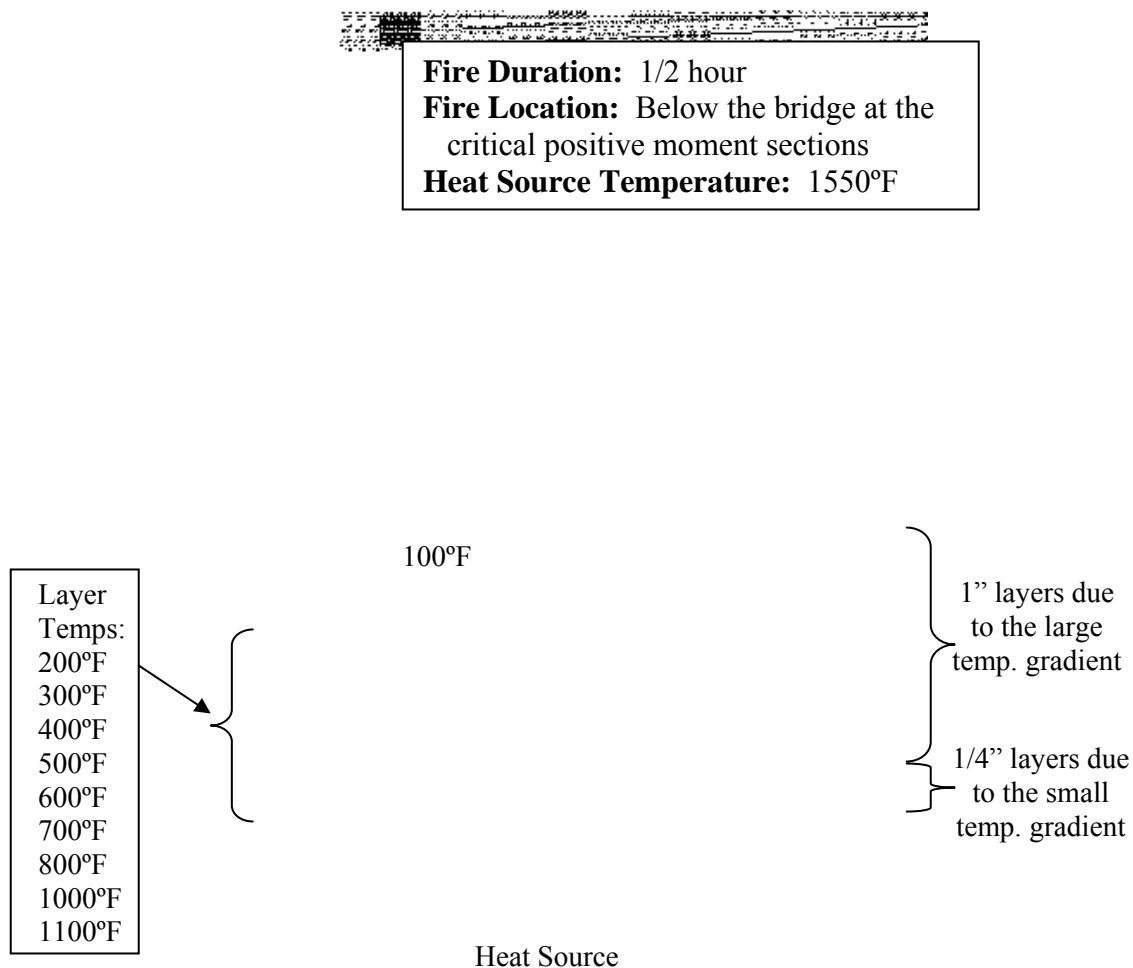 Fire Duration: 1/2 hour
Fire Location: Below the bridge at the
critical positive moment sections
Heat Source Temperature: 1550ºF
100ºF
Layer
Temps:
200ºF
300ºF
400ºF
500ºF
600ºF
700ºF
800ºF
1000ºF
1100ºF
1” layers due
to the large
temp. gradient
1/4” layers due
to the small
temp. gradient
Heat Source